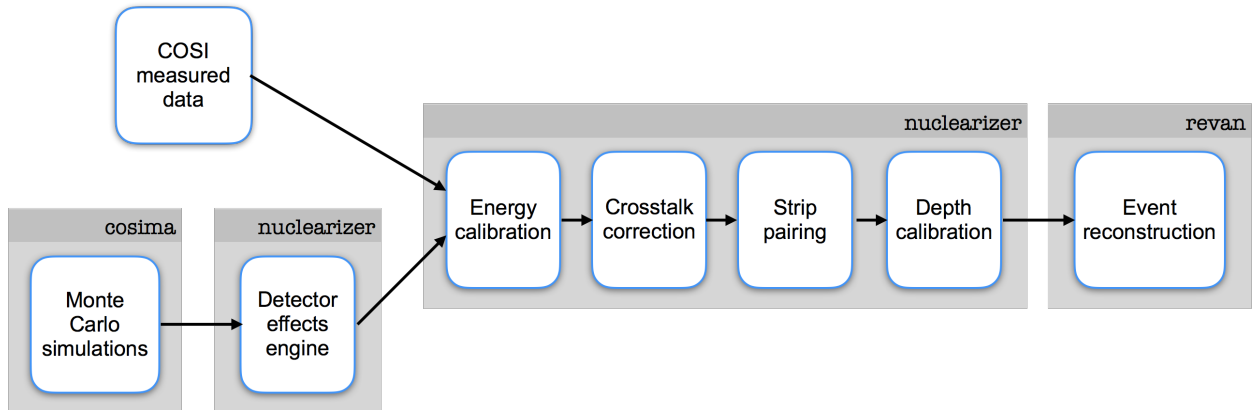 COSI
measured
data
cosima
Monte
Carlo
simulations
nuclearizer
Detector
effects
engine
nuclearizer
Energy
calibration
Crosstalk
correction
Strip
pairing
Depth
calibration
revan
Event
reconstruction